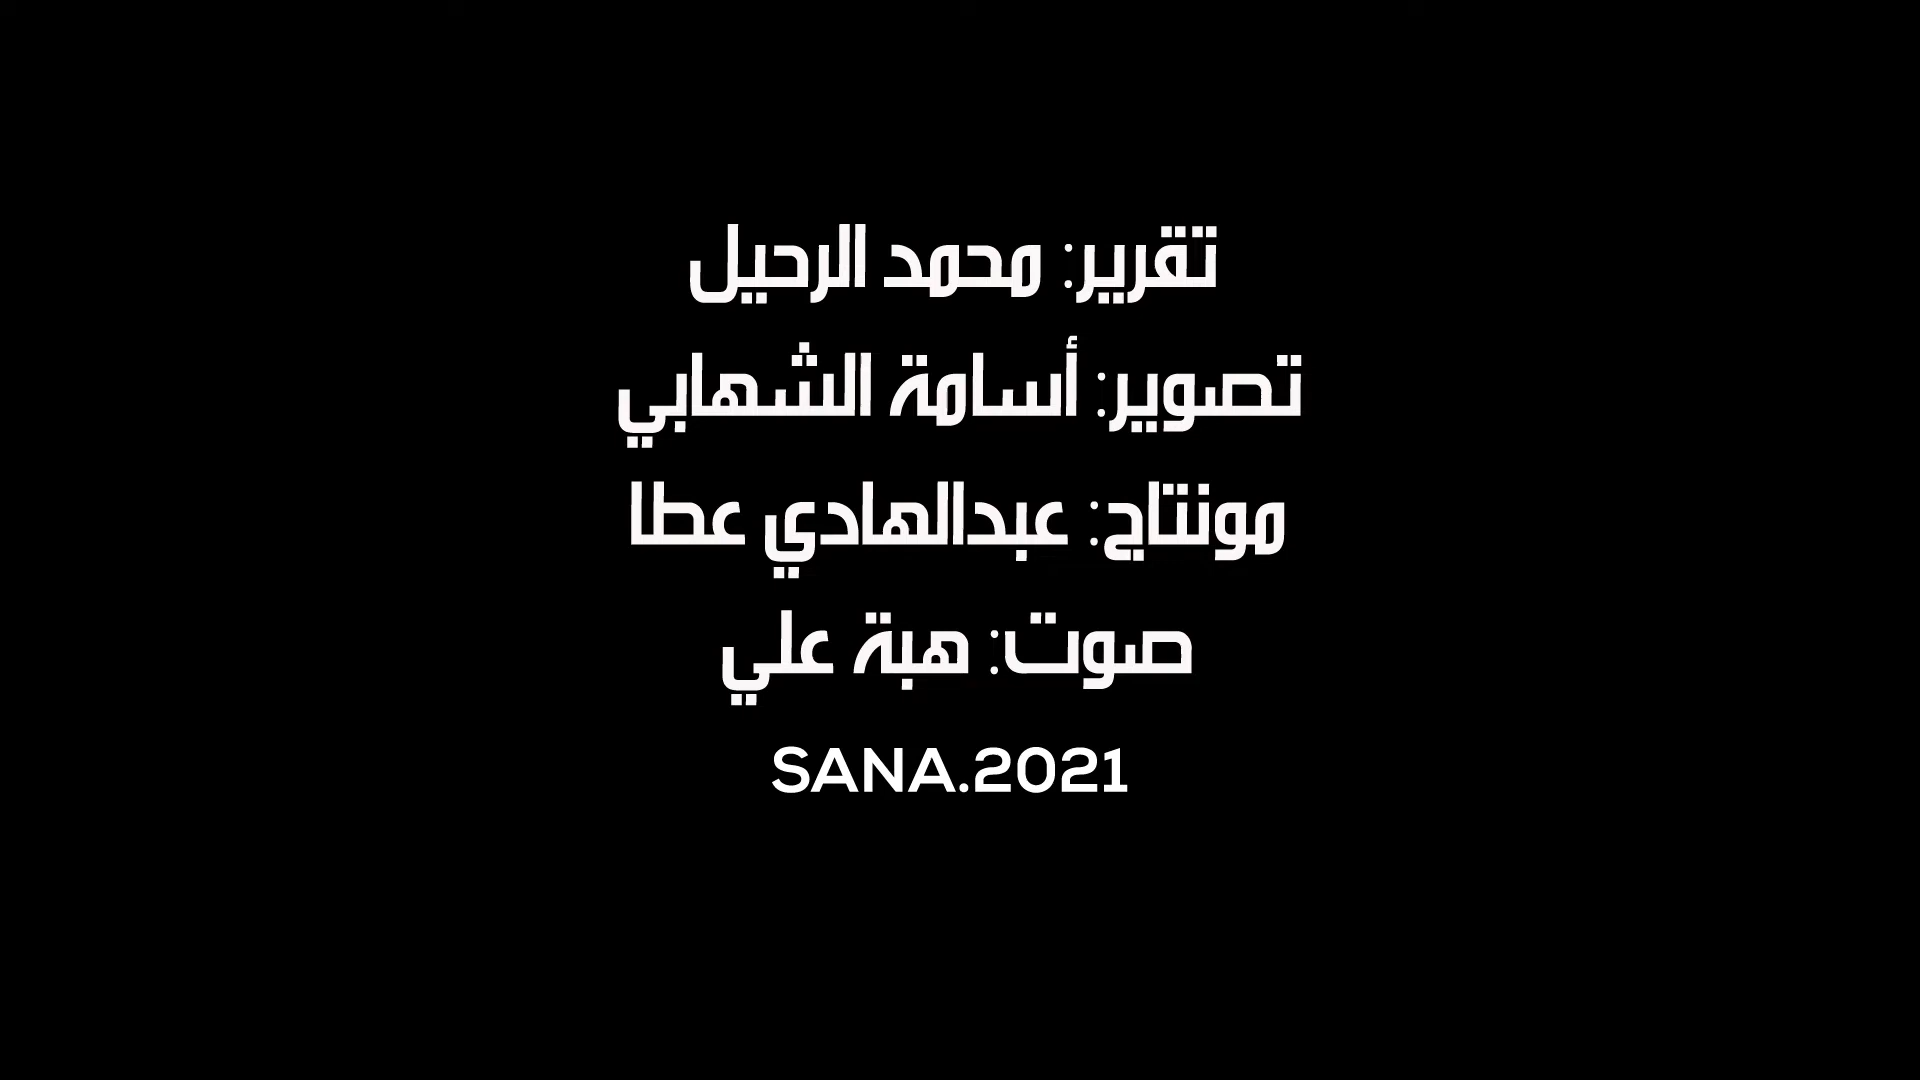 تقرير: محمد الرحيل
تصوير: أسامة الشهابي
مونتاج: عبدالهادي عطا
صوت: هبة علي
SANA.2021